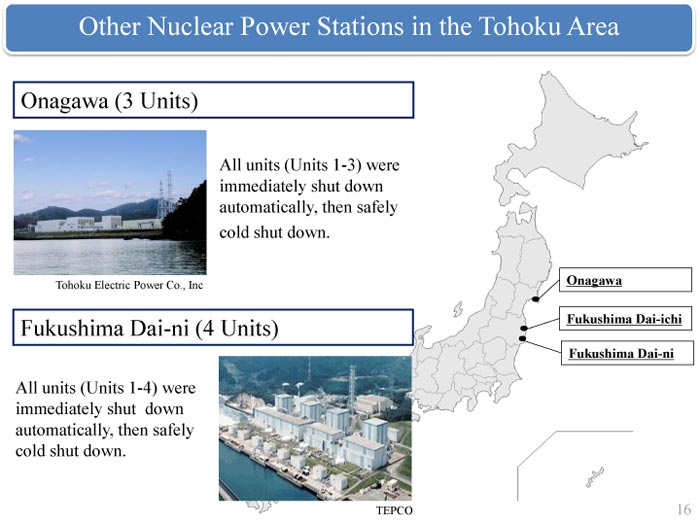 Other Nuclear Power Stations in the Tohoku Area
Onagawa (3 Units)
All units (Units 1-3) were
immediately shut down
automatically, then safely
cold shut down.
Tohoku Electric Power Co., Inc
Fukushima Dai-ni (4 Units)
All units (Units 1-4) were
immediately shut down
automatically, then safely
cold shut down.
TEPCO
Onagawa
Fukushima Dai-ichi
Fukushima Dai-ni
16